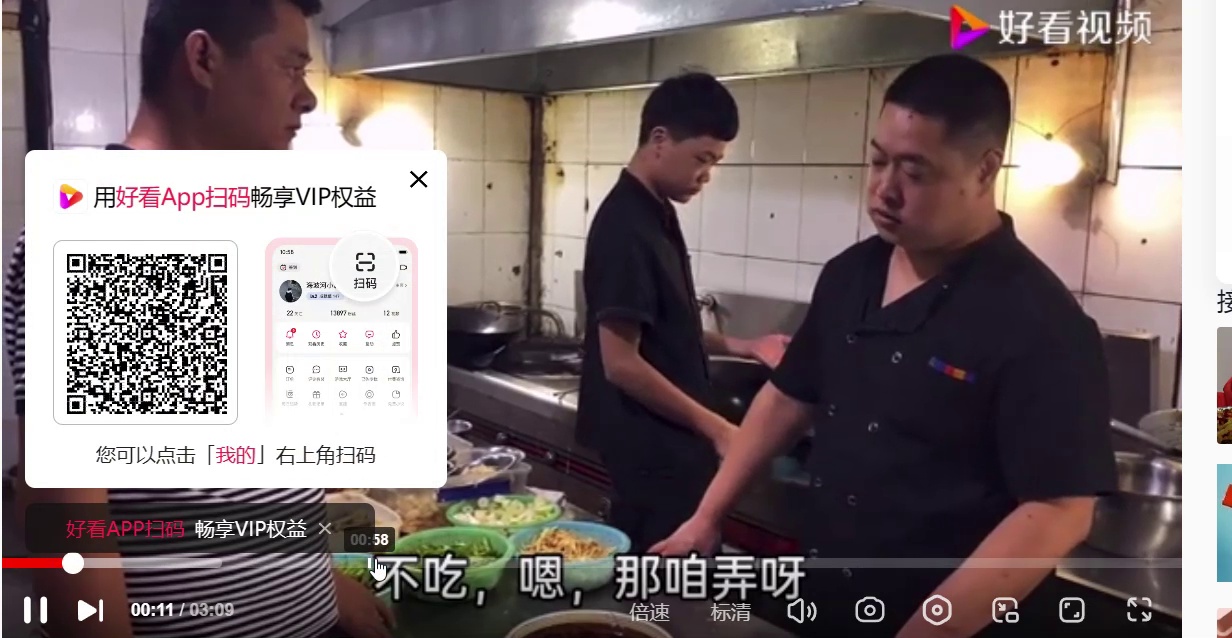 好看视频
用好看App扫码畅享VIP权益
10:58
扫码
您可以点击「我的」右上角扫码
好看APP扫码 畅享VIP权益
00:58
不吃，嗯，那咱弄呀
00:11 / 03:09
倍速
标清
接